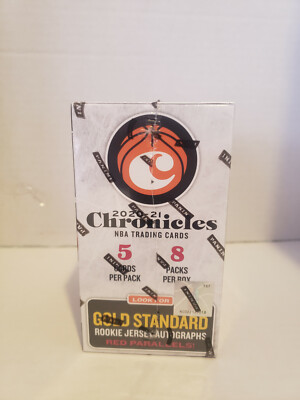 2020-21
Chronicles
NBA TRADING CARDS
5 8
CARDS PACKS
PER PACK PER BOX
LOOK FOR
GOLD STANDARD
ROOKIE JERSEY AUTOGRAPHS
RED PARALLELS!